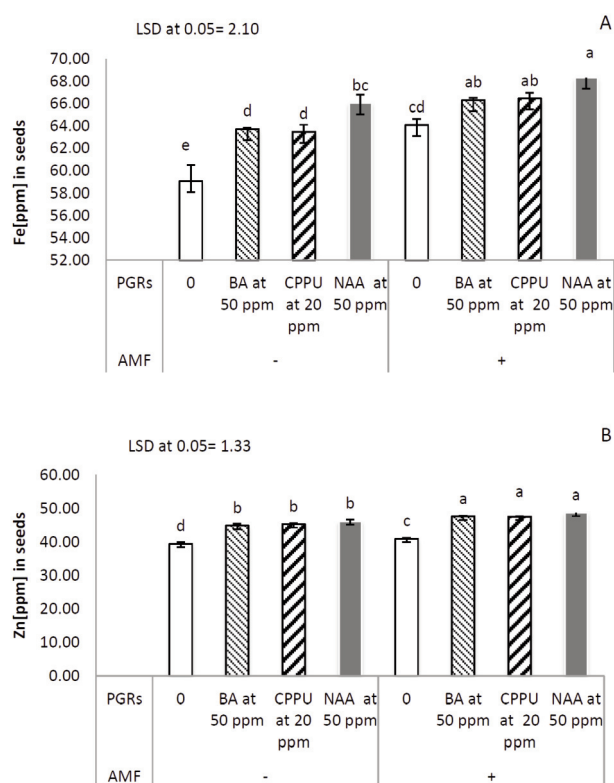 LSD at 0.05= 2.10
A
70.00
68.00
66.00
64.00
62.00
60.00
58.00
56.00
54.00
52.00
Fe[ppm] in seeds
e
d
d
bc
cd
ab
ab
a
PGRs
0
BA at
50 ppm
CPPU
at 20
ppm
NAA at
50 ppm
0
BA at
50 ppm
CPPU
at 20
ppm
NAA at
50 ppm
AMF
-
+
B
LSD at 0.05= 1.33
60.00
50.00
40.00
30.00
20.00
10.00
0.00
Zn[ppm] in seeds
d
b
b
b
c
a
a
a
PGRs
0
BA at
50 ppm
CPPU
at 20
ppm
NAA at
50 ppm
0
BA at
50 ppm
CPPU
at 20
ppm
NAA at
50 ppm
AMF
-
+